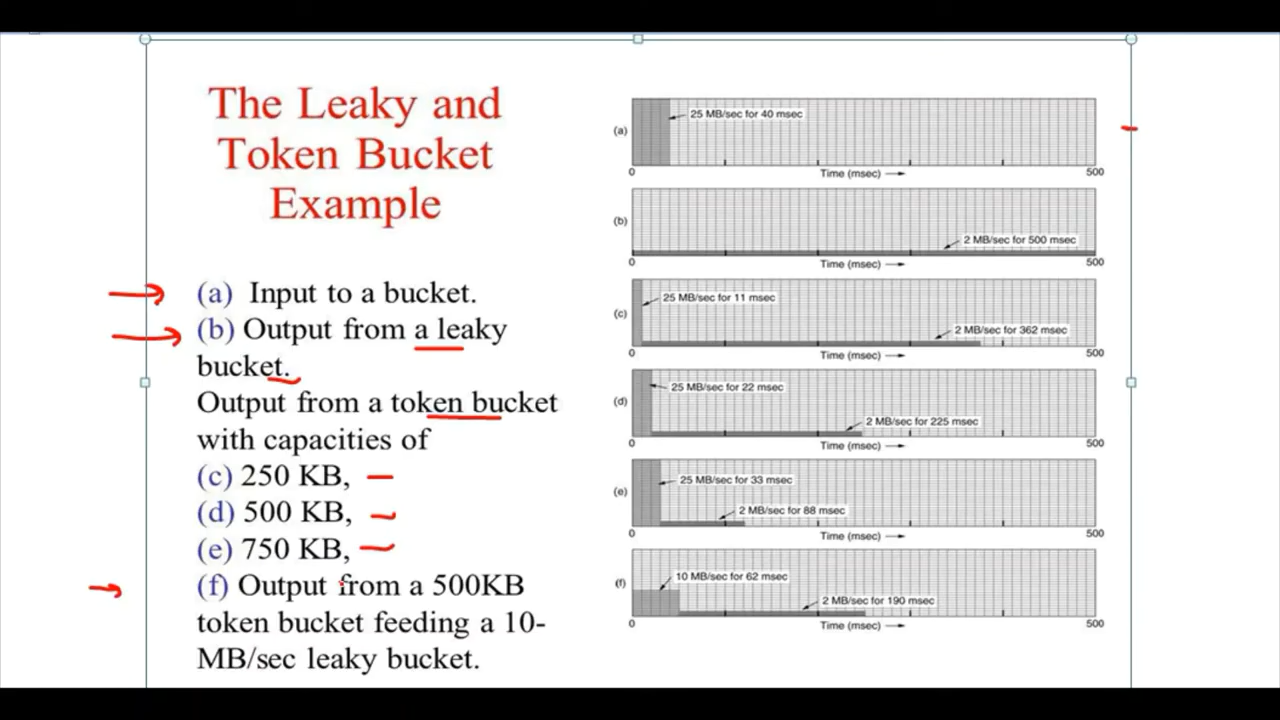 The Leaky and
Token Bucket
Example
(a) Input to a bucket.
(b) Output from a leaky
bucket.
Output from a token bucket
with capacities of
(c) 250 KB,
(d) 500 KB,
(e) 750 KB,
(f) Output from a 500KB
token bucket feeding a 10-
MB/sec leaky bucket.
(a)
25 MB/sec for 40 msec
0
Time (msec)
500
(b)
2 MB/sec for 500 msec
0
Time (msec)
500
(c)
25 MB/sec for 11 msec
2 MB/sec for 362 msec
0
Time (msec)
500
(d)
25 MB/sec for 22 msec
2 MB/sec for 225 msec
0
Time (msec)
500
(e)
25 MB/sec for 33 msec
2 MB/sec for 88 msec
0
Time (msec)
500
(f)
10 MB/sec for 62 msec
2 MB/sec for 190 msec
0
Time (msec)
500